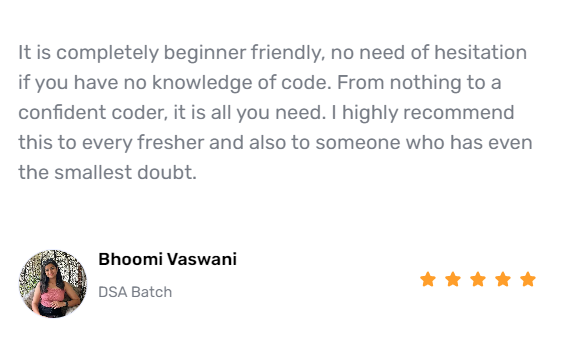 It is completely beginner friendly, no need of hesitation
if you have no knowledge of code. From nothing to a
confident coder, it is all you need. I highly recommend
this to every fresher and also to someone who has even
the smallest doubt.
Bhoomi Vaswani
DSA Batch